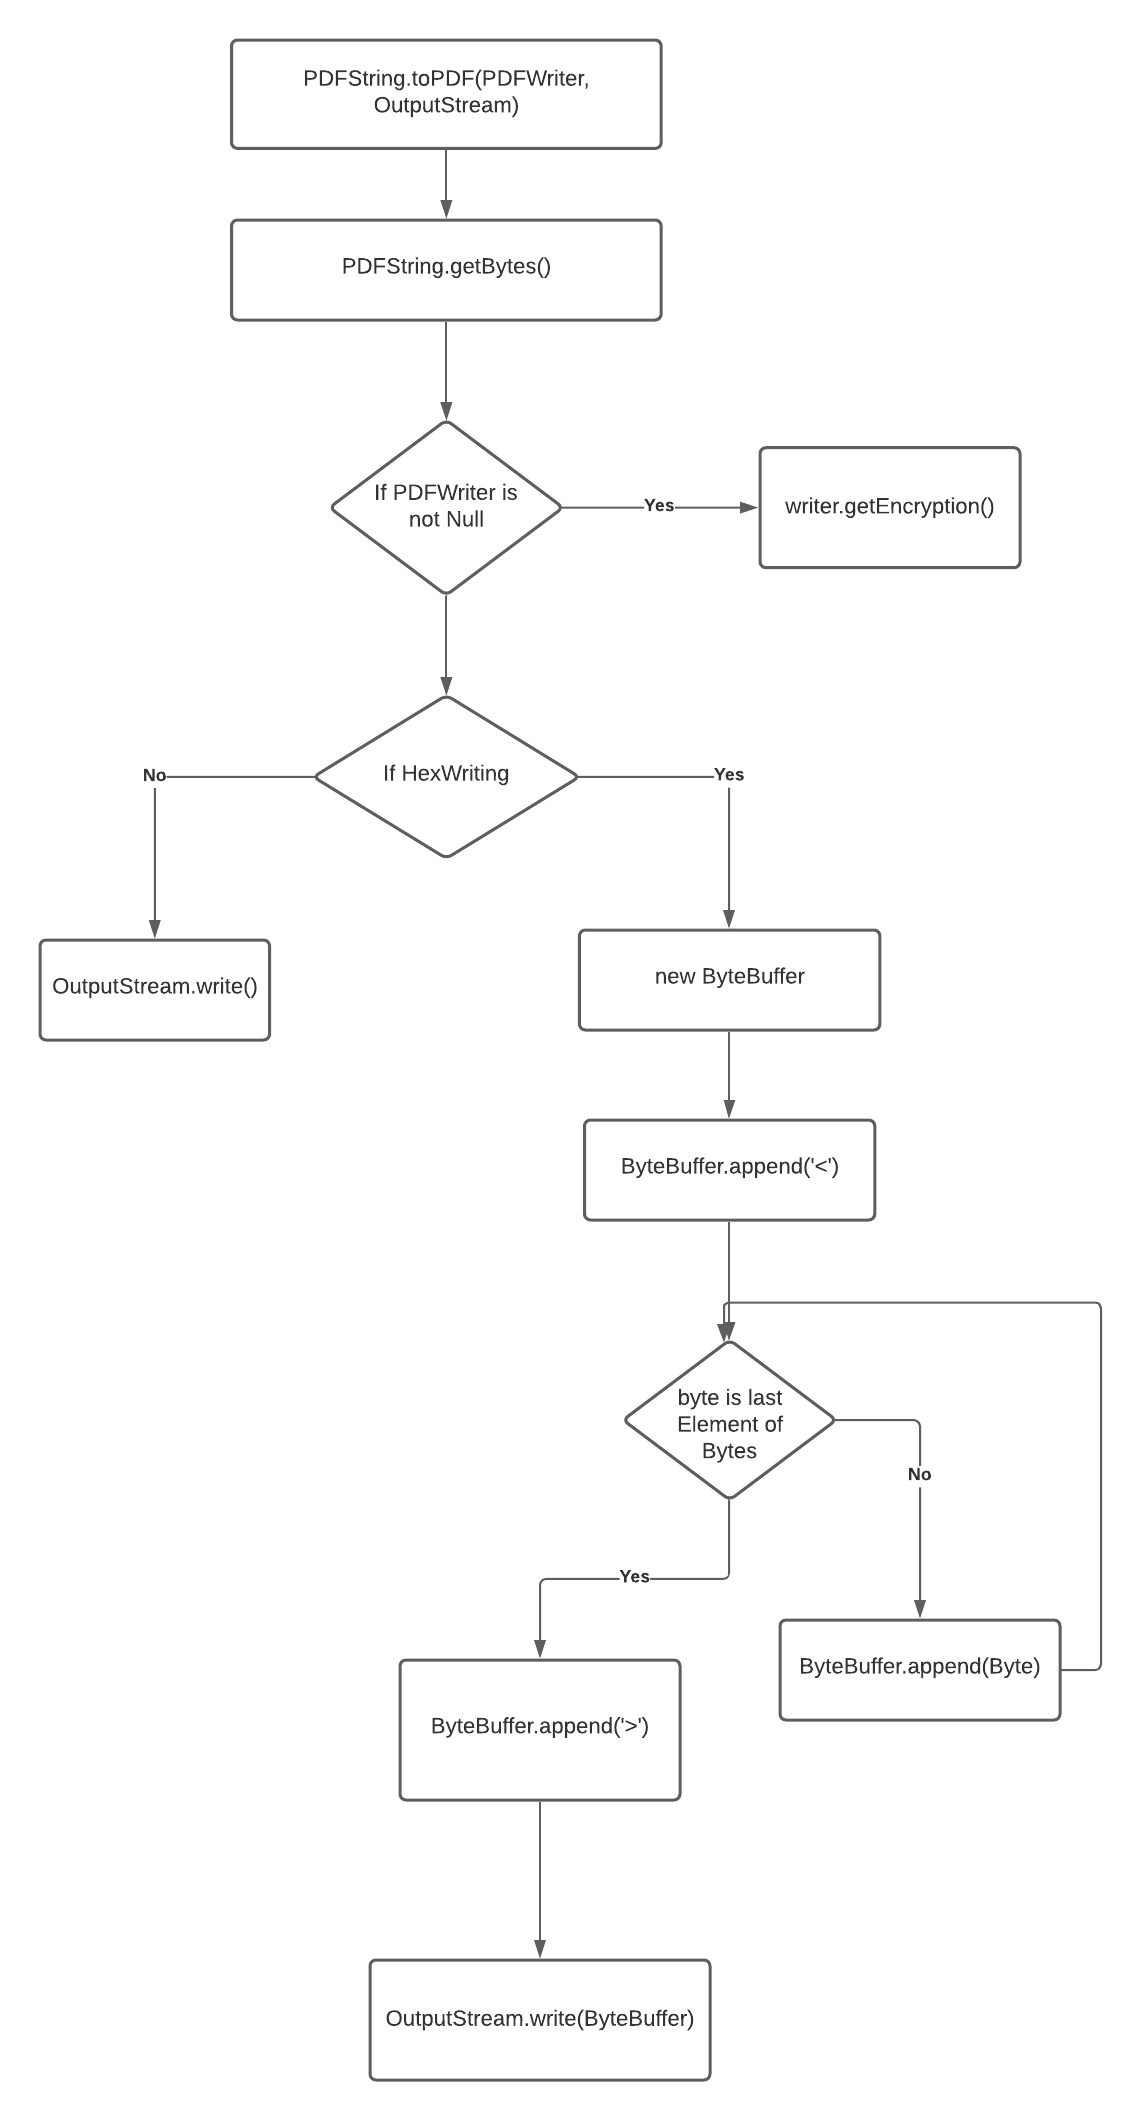 PDFString.toPDF(PDFWriter,
OutputStream)
PDFString.getBytes()
If PDFWriter is
not Null
Yes
writer.getEncryption()
If HexWriting
No
Yes
OutputStream.write()
new ByteBuffer
ByteBuffer.append('<')
byte is last
Element of
Bytes
No
Yes
ByteBuffer.append(Byte)
ByteBuffer.append('>')
OutputStream.write(ByteBuffer)